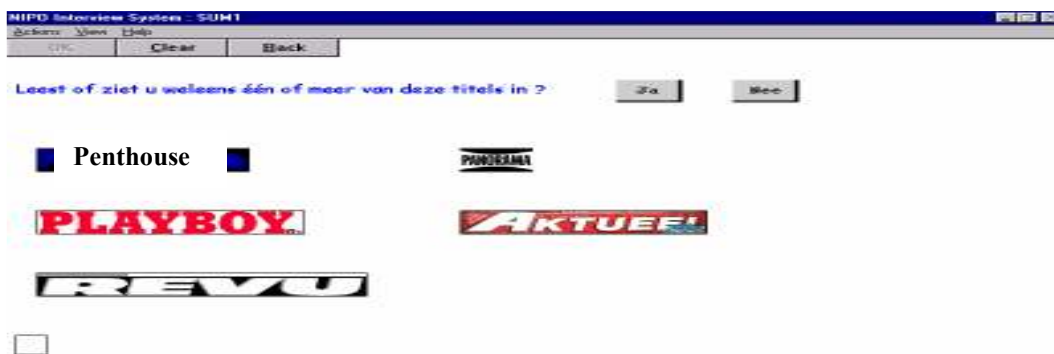 NIPO Interview System : SUM1
Actions View Help
OK Clear Back
Leest of ziet u weleens één of meer van deze titels in ? Ja Nee
Penthouse PANORAMA
PLAYBOY AKTUEEL
REVU